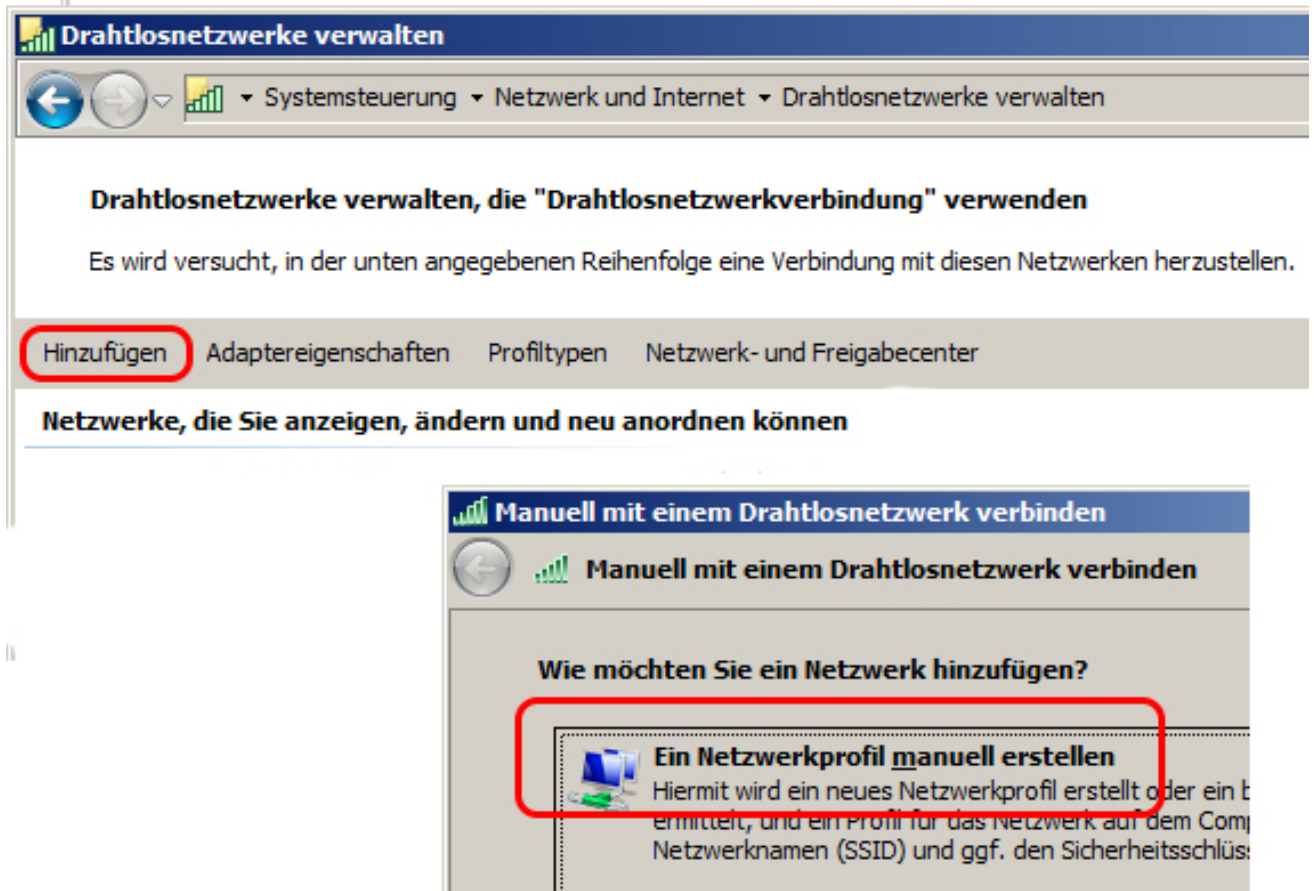 Drahtlosnetzwerke verwalten
Systemsteuerung Netzwerk und Internet Drahtlosnetzwerke verwalten
Drahtlosnetzwerke verwalten, die "Drahtlosnetzwerkverbindung" verwenden
Es wird versucht, in der unten angegebenen Reihenfolge eine Verbindung mit diesen Netzwerken herzustellen.
Hinzufügen Adaptereigenschaften Profiltypen Netzwerk- und Freigabecenter
Netzwerke, die Sie anzeigen, ändern und neu anordnen können
Manuell mit einem Drahtlosnetzwerk verbinden
Manuell mit einem Drahtlosnetzwerk verbinden
Wie möchten Sie ein Netzwerk hinzufügen?
Ein Netzwerkprofil manuell erstellen
Hiermit wird ein neues Netzwerkprofil erstellt oder ein
ermittelt, und ein Profil für das Netzwerk auf dem
Netzwerknamen (SSID) und ggf. den